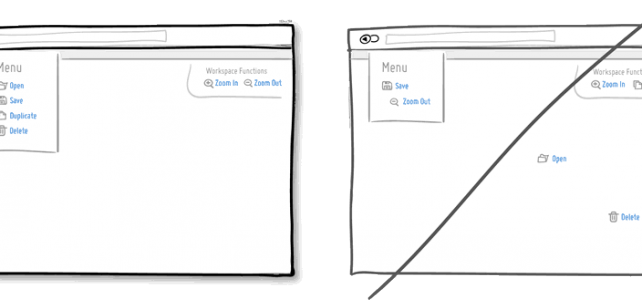 Menu
Open
Save
Duplicate
Delete
Workspace Functions
Zoom In Zoom Out
Menu
Save
Zoom Out
Workspace Func
Zoom In
Open
Delete